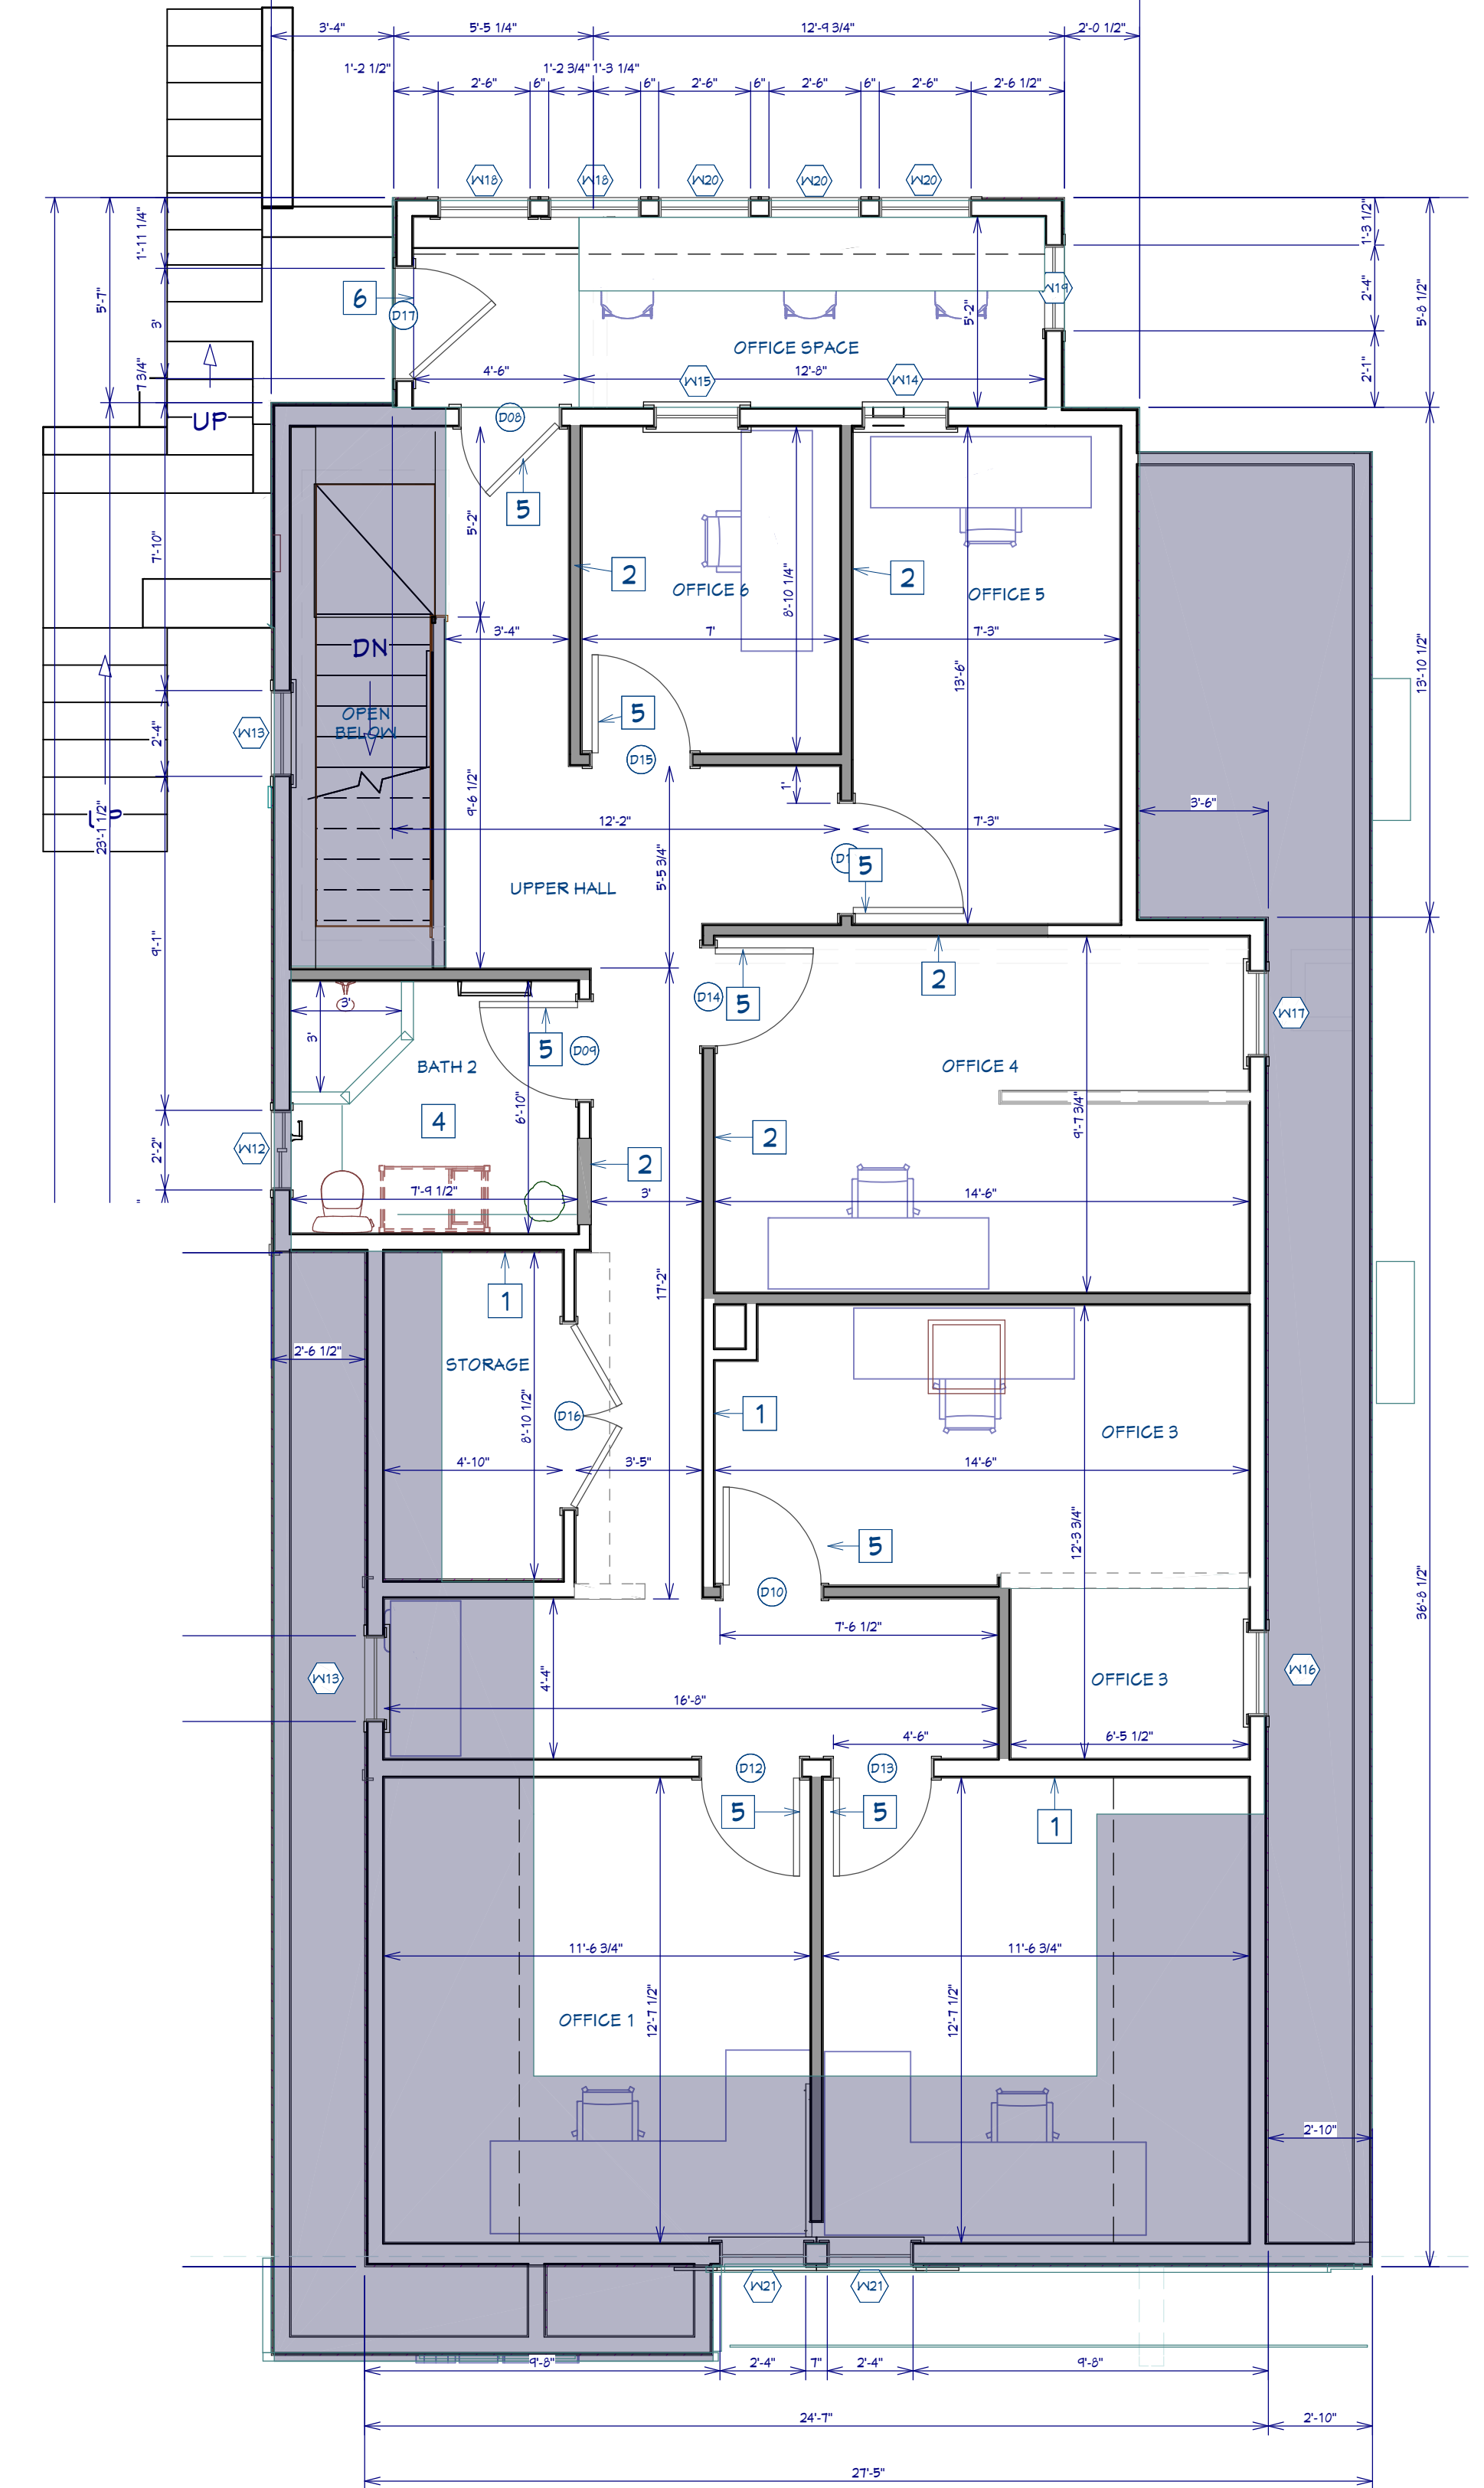 3'-4" 5'-5 1/4" 12'-9 3/4" 2'-0 1/2"
1'-2 1/2" 1'-2 3/4" 1'-3 1/4"
2'-6" 6" 6" 2'-6" 6" 2'-6" 6" 2'-6" 2'-6 1/2"
W18 W18 W20 W20 W20
1'-11 1/4"
1'-3 1/2"
5'-7"
3'
6
D17
W19
2'-4"
5'-8 1/2"
5'-2"
OFFICE SPACE
7 3/4"
4'-6"
W15
12'-8"
W14
2'-1"
UP
D08
5
5'-2"
7'-10"
2
OFFICE 6
8'-10 1/4"
2
OFFICE 5
DN
3'-4"
7'
7'-3"
13'-6"
13'-10 1/2"
OPEN
BELOW
W13
2'-4"
5
D15
9'-6 1/2"
1'
3'-6"
23'-1 1/2"
12'-2"
7'-3"
5
5'-5 3/4"
UPPER HALL
9'-1"
2
3'
D14
5
W17
3'
5
D09
BATH 2
OFFICE 4
4
6'-10"
9'-7 3/4"
2
W12
2'-2"
2
7'-9 1/2"
3'
14'-6"
17'-2"
1
2'-6 1/2"
STORAGE
1
D16
8'-10 1/2"
OFFICE 3
4'-10"
3'-5"
14'-6"
5
12'-3 3/4"
D10
36'-8 1/2"
7'-6 1/2"
W13
4'-4"
OFFICE 3
W16
16'-8"
4'-6"
6'-5 1/2"
D12
D13
5
5
1
11'-6 3/4"
11'-6 3/4"
OFFICE 1
12'-7 1/2"
12'-7 1/2"
2'-10"
W21 W21
9'-8" 2'-4" 7" 2'-4" 9'-8"
24'-7" 2'-10"
27'-5"